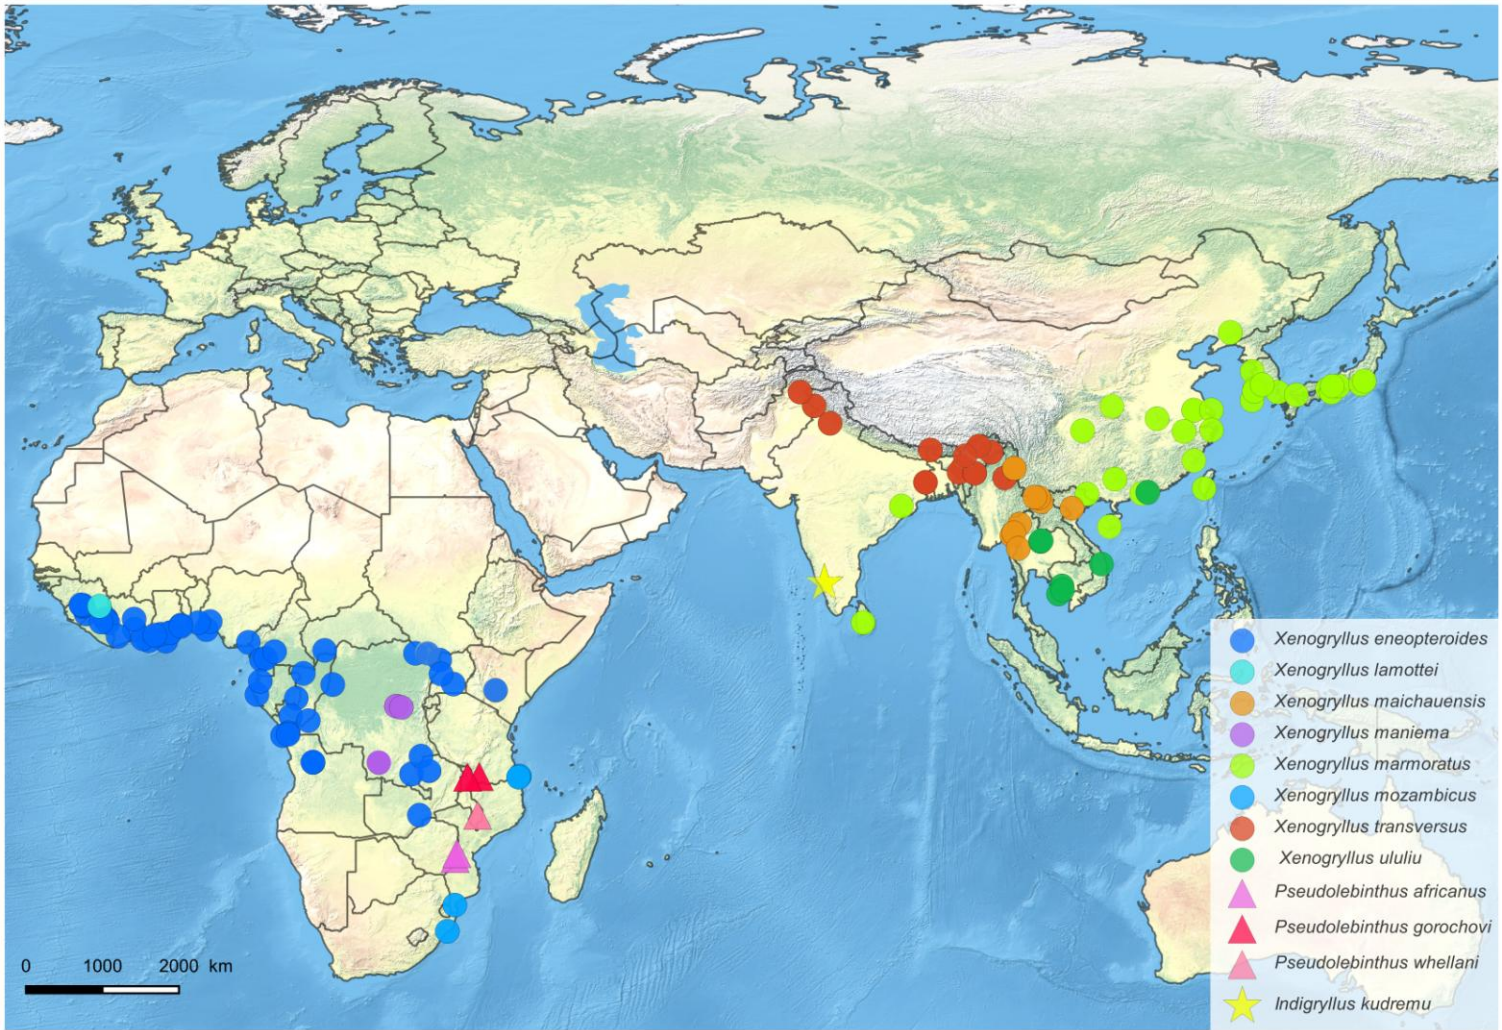 Xenogryllus eneopteroides
Xenogryllus lamottei
Xenogryllus maichauensis
Xenogryllus maniema
Xenogryllus marmoratus
Xenogryllus mozambicus
Xenogryllus transversus
Xenogryllus ululiu
Pseudolebinthus africanus
Pseudolebinthus gorochovi
Pseudolebinthus whellani
Indigryllus kudremu
0 1000 2000 km